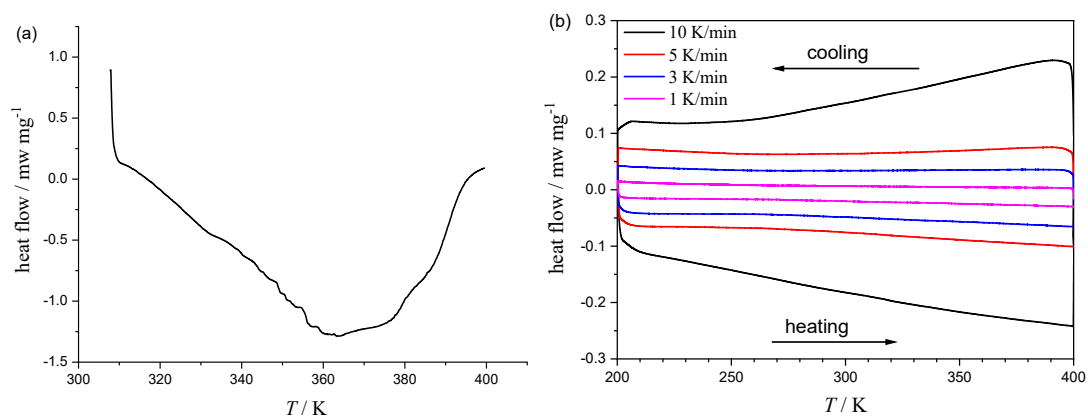 (a)
1.0
0.5
0.0
-0.5
-1.0
-1.5
heat flow / mw mg⁻¹
300 320 340 360 380 400
T / K
(b)
0.3
0.2
0.1
0.0
-0.1
-0.2
-0.3
heat flow / mw mg⁻¹
10 K/min
5 K/min
3 K/min
1 K/min
cooling
heating
200 250 300 350 400
T / K